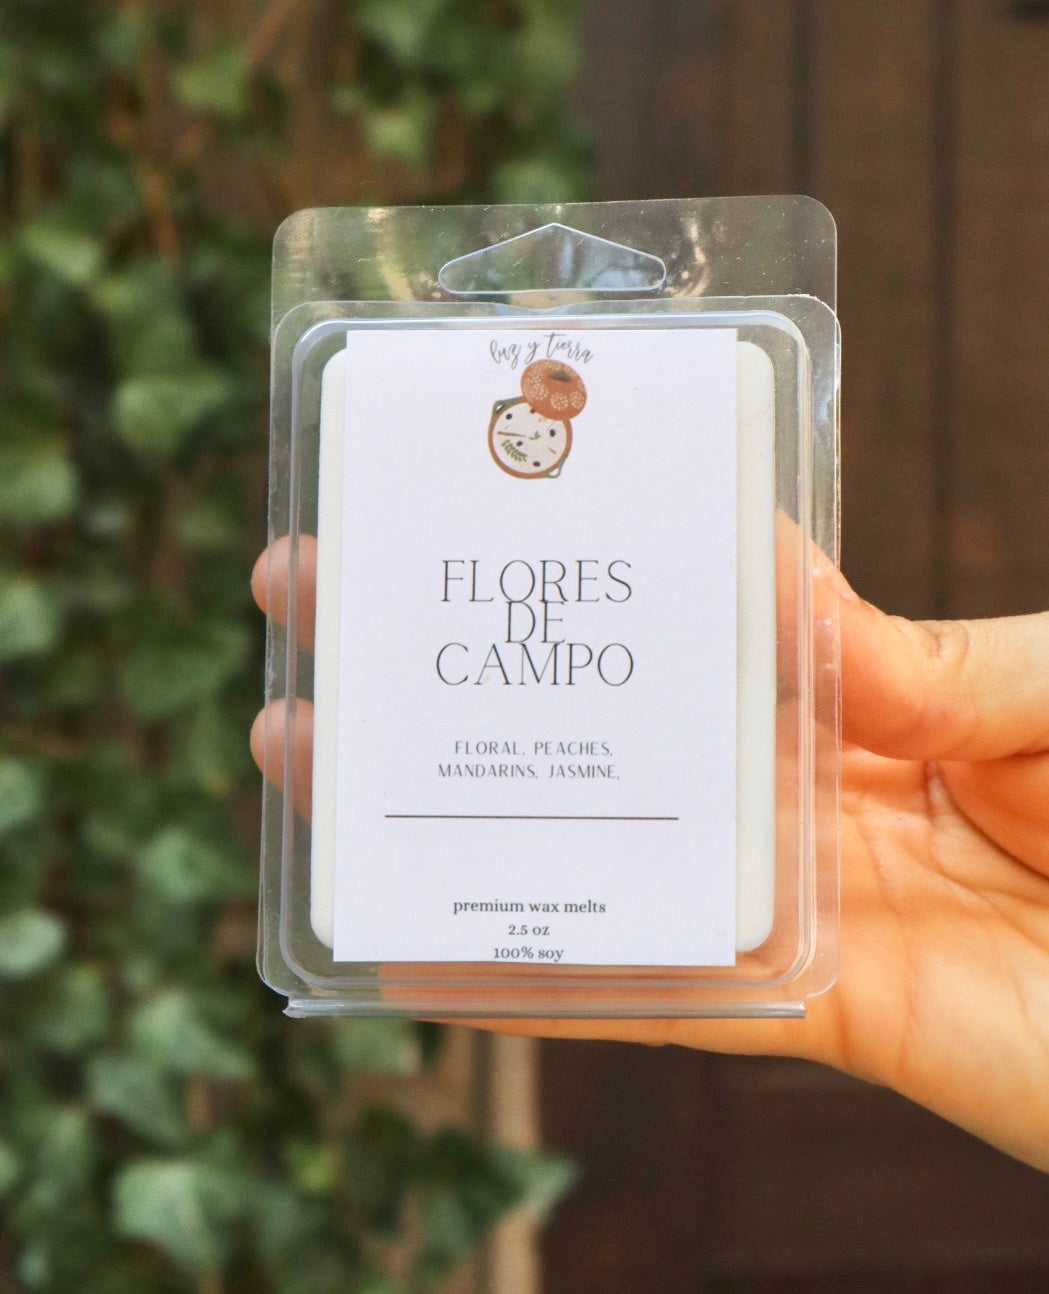 luz y tierra
FLORES
DE
CAMPO
FLORAL, PEACHES,
MANDARINS, JASMINE,
premium wax melts
2.5 oz
100% soy